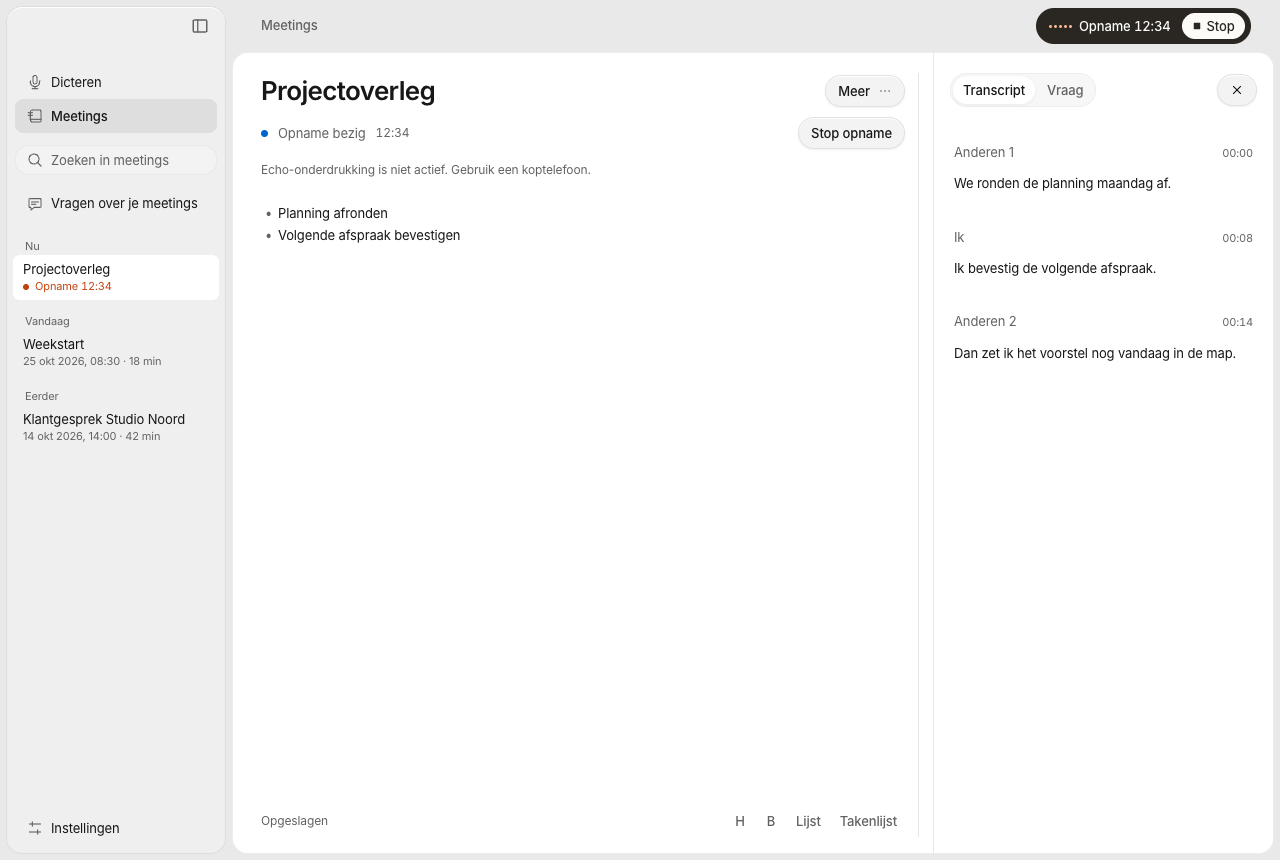 Dicteren
Meetings
Zoeken in meetings
Vragen over je meetings
Nu
Projectoverleg
Opname 12:34
Vandaag
Weekstart
25 okt 2026, 08:30 · 18 min
Eerder
Klantgesprek Studio Noord
14 okt 2026, 14:00 · 42 min
Instellingen
Meetings
Opname 12:34
Stop
Projectoverleg
Meer ···
Opname bezig 12:34
Stop opname
Echo-onderdrukking is niet actief. Gebruik een koptelefoon.
• Planning afronden
• Volgende afspraak bevestigen
Opgeslagen
H B Lijst Takenlijst
Transcript Vraag
Anderen 1 00:00
We ronden de planning maandag af.
Ik 00:08
Ik bevestig de volgende afspraak.
Anderen 2 00:14
Dan zet ik het voorstel nog vandaag in de map.